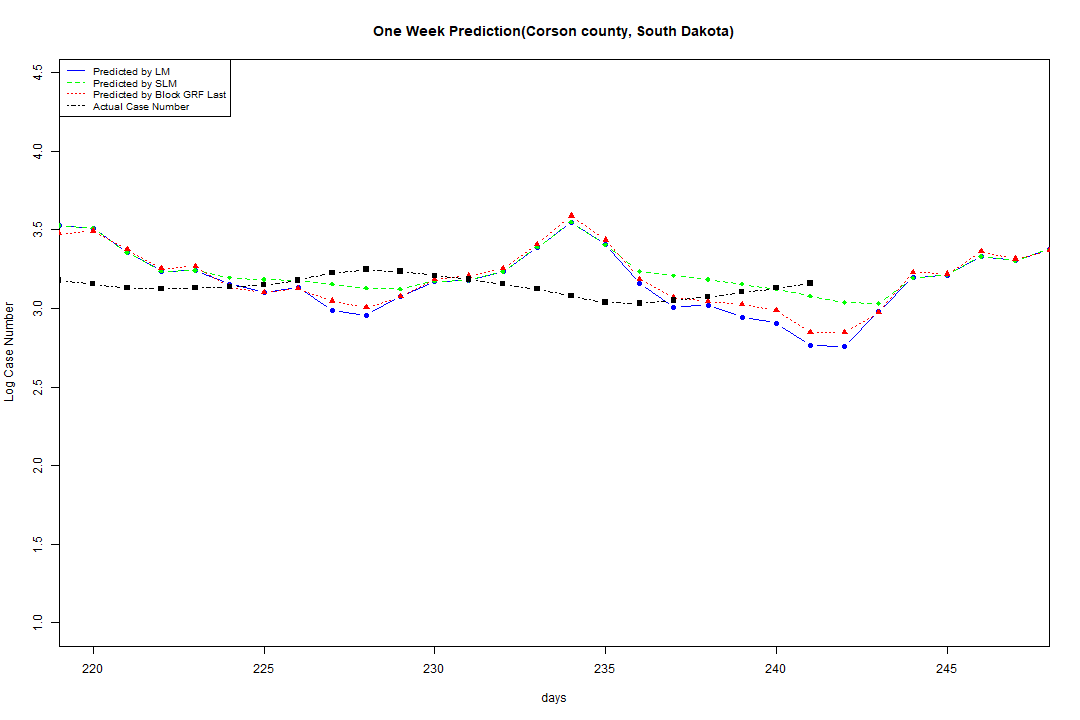 One Week Prediction(Corson county, South Dakota)
Predicted by LM
Predicted by SLM
Predicted by Block GRF Last
Actual Case Number
Log Case Number
4.5
4.0
3.5
3.0
2.5
2.0
1.5
1.0
220 225 230 235 240 245
days